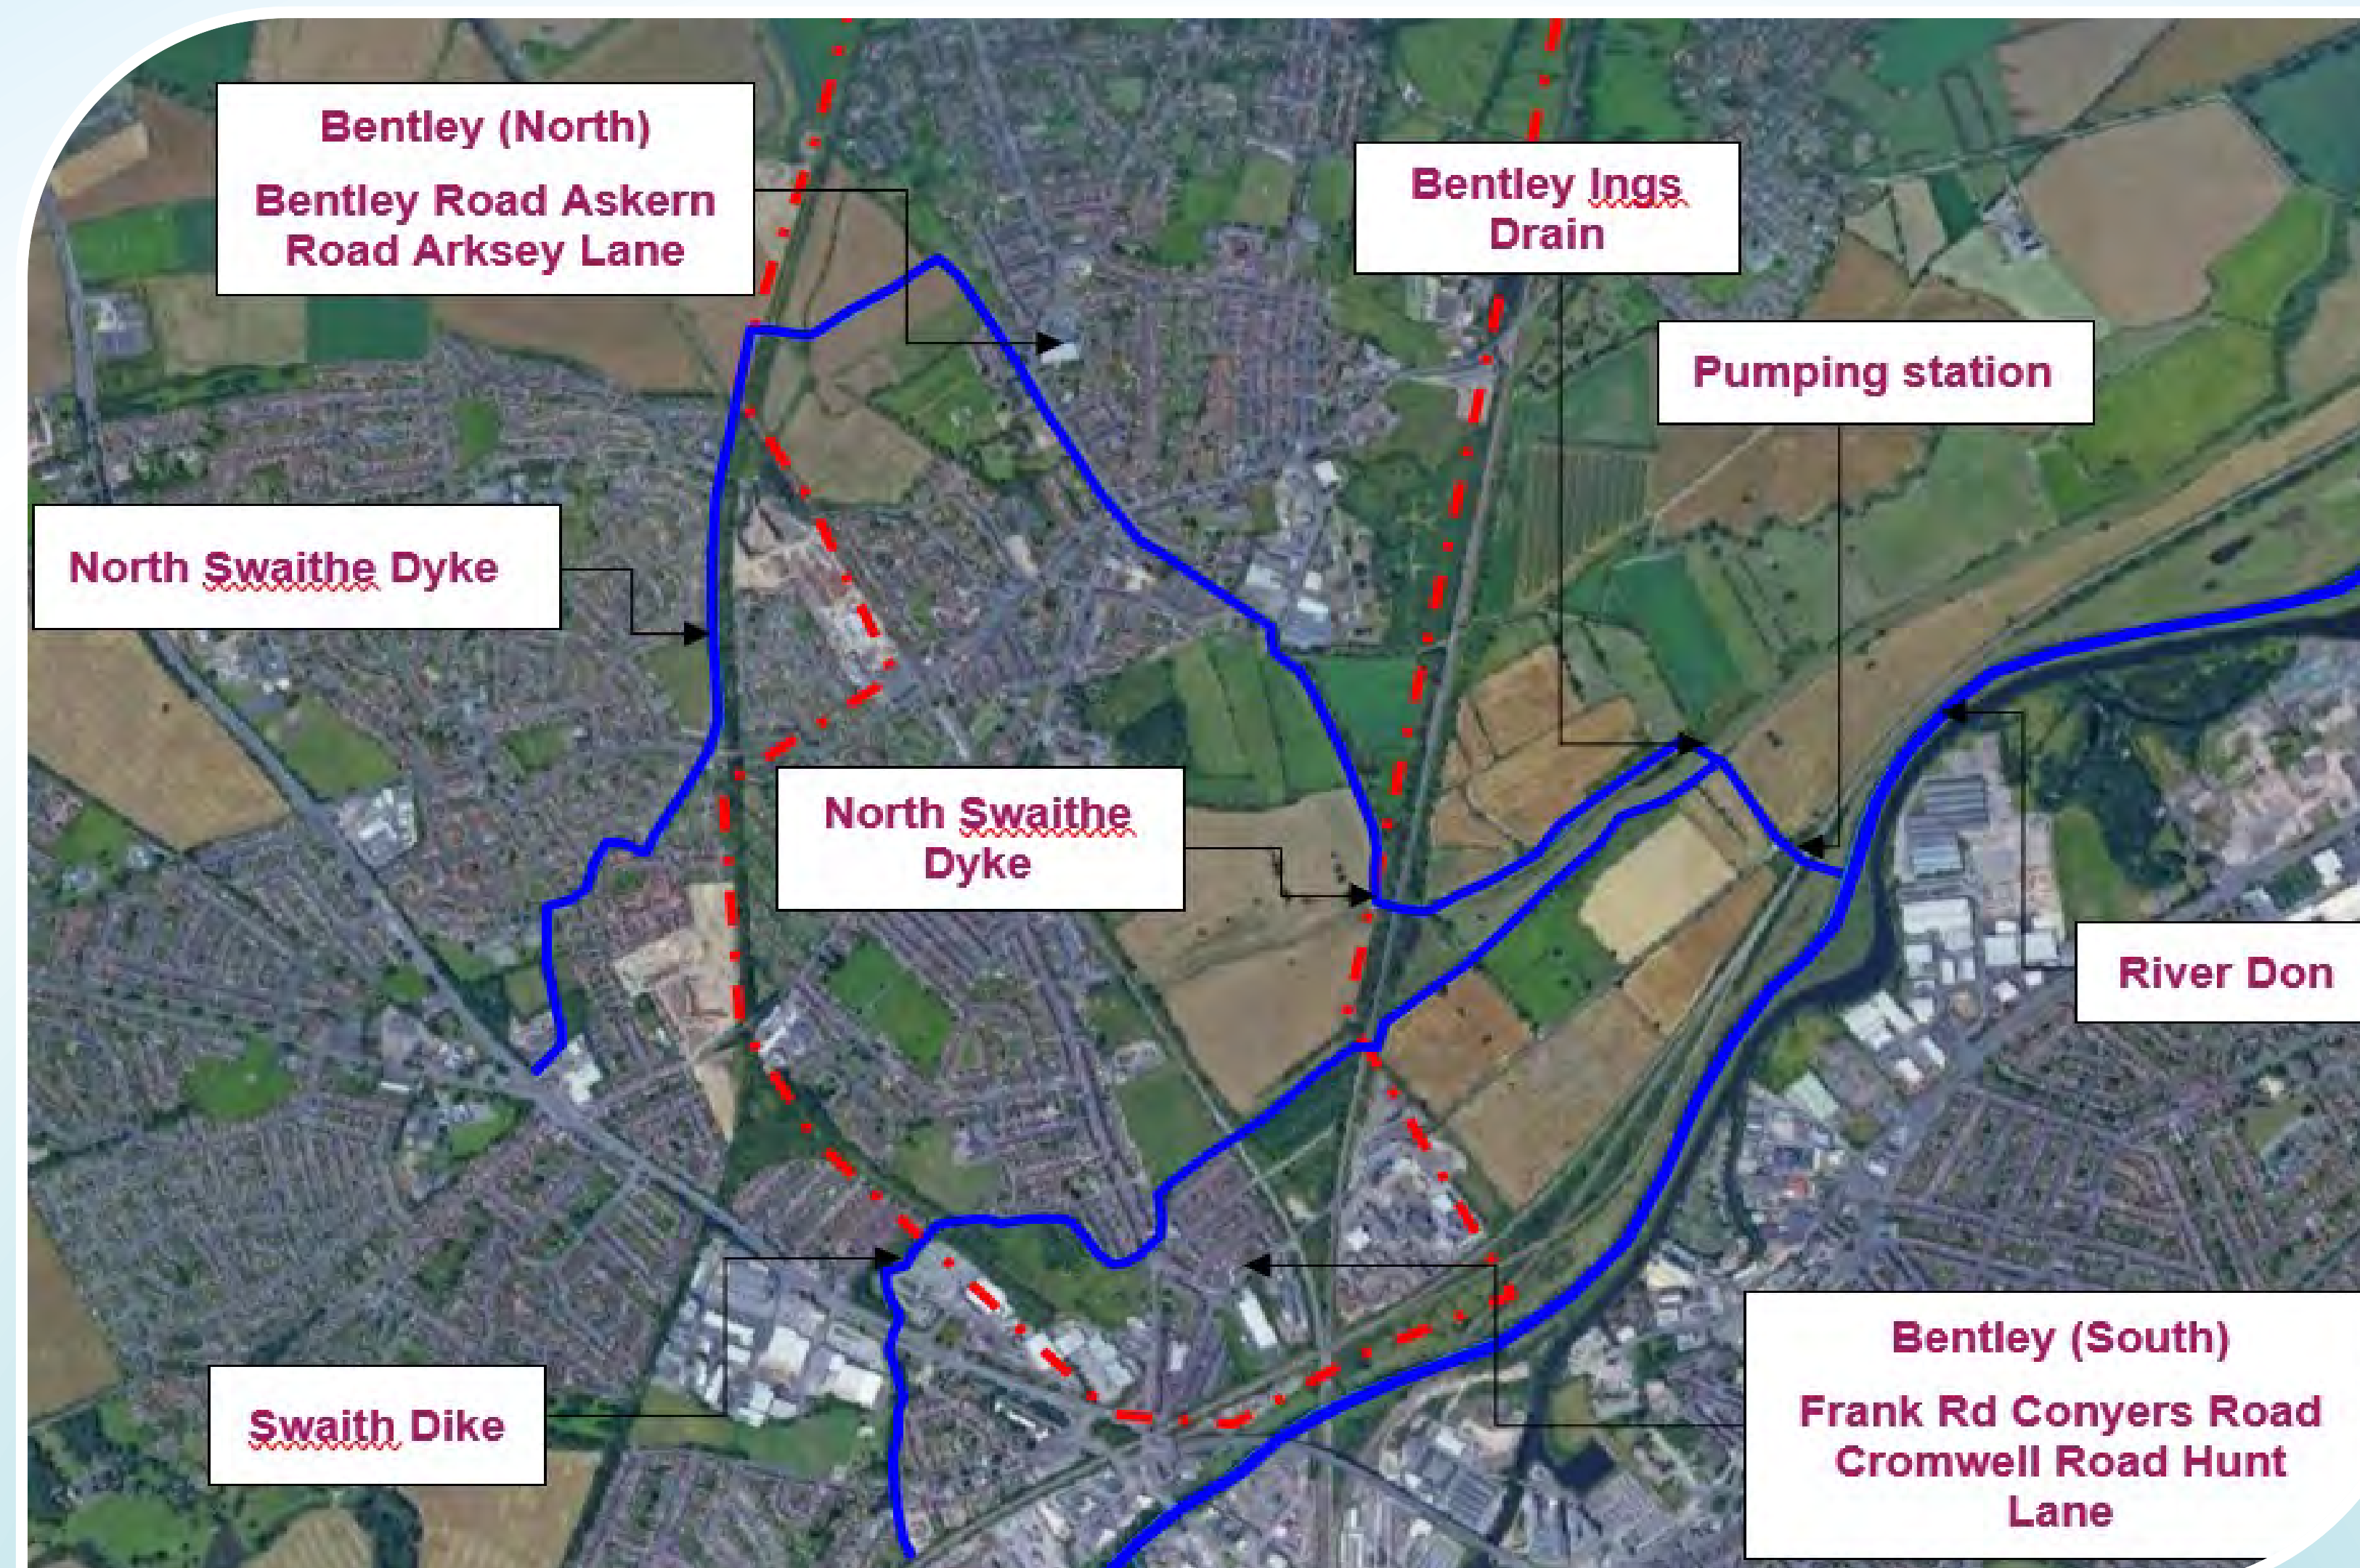 Bentley (North)
Bentley Road Askern
Road Arksey Lane
Bentley Ings
Drain
Pumping station
North Swaithe Dyke
North Swaithe
Dyke
River Don
Swaith Dike
Bentley (South)
Frank Rd Conyers Road
Cromwell Road Hunt
Lane